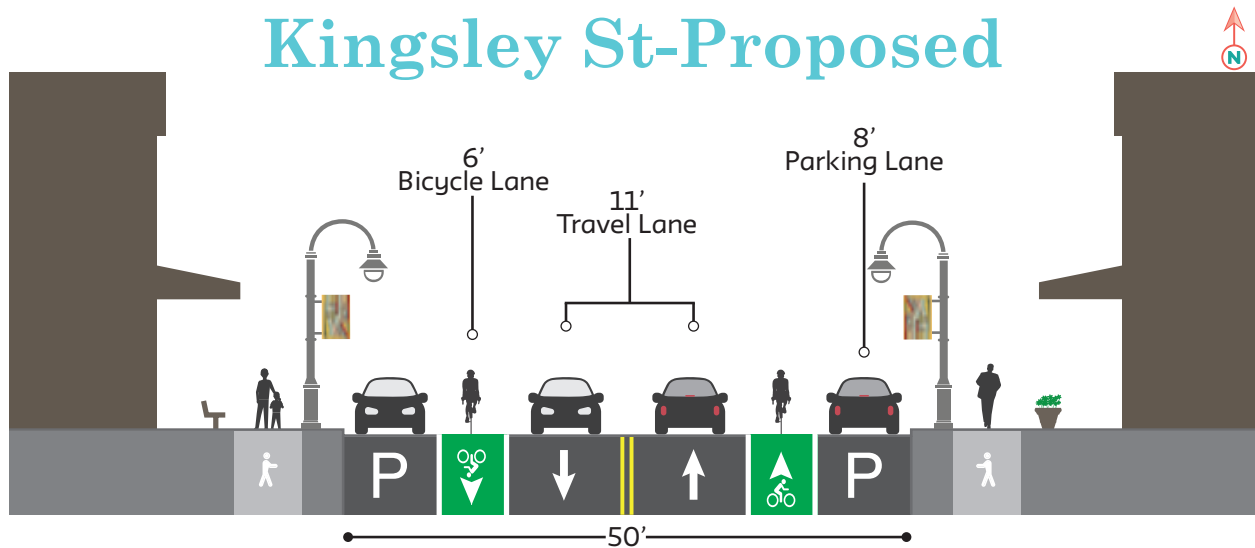 Kingsley St-Proposed
N
6’
Bicycle Lane
11’
Travel Lane
8’
Parking Lane
P
P
50’